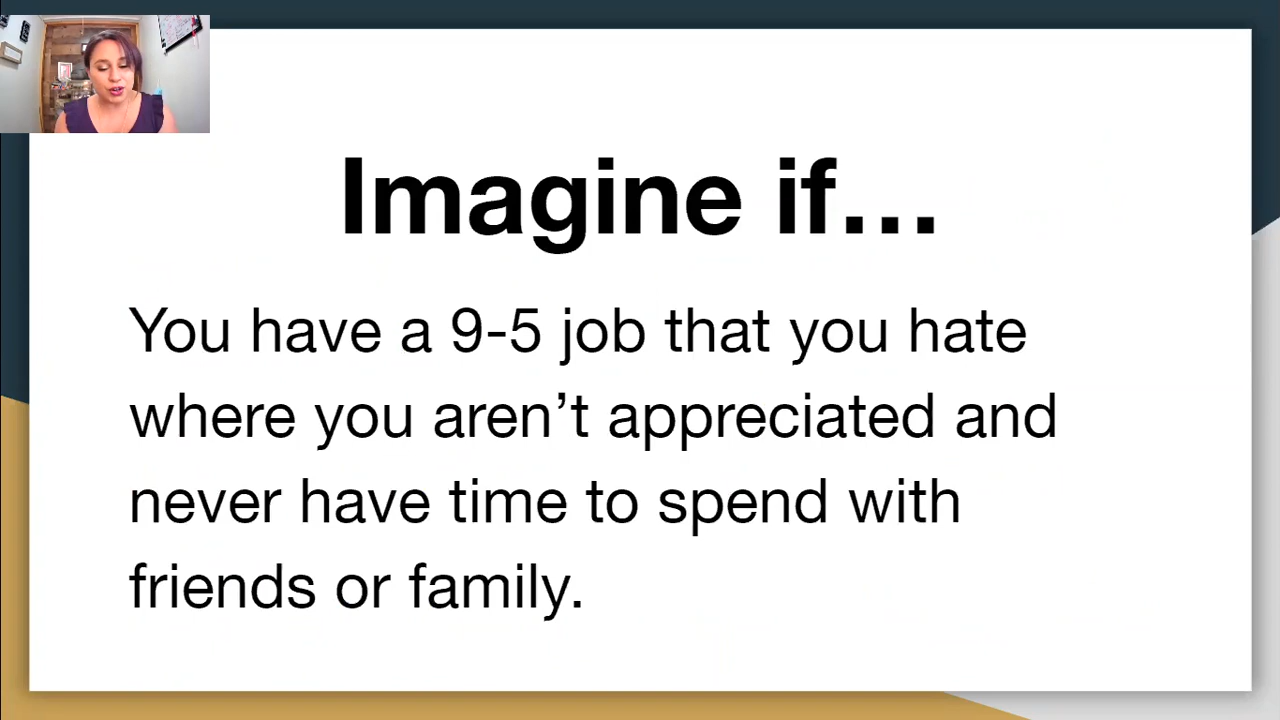 Imagine if…
You have a 9-5 job that you hate
where you aren’t appreciated and
never have time to spend with
friends or family.